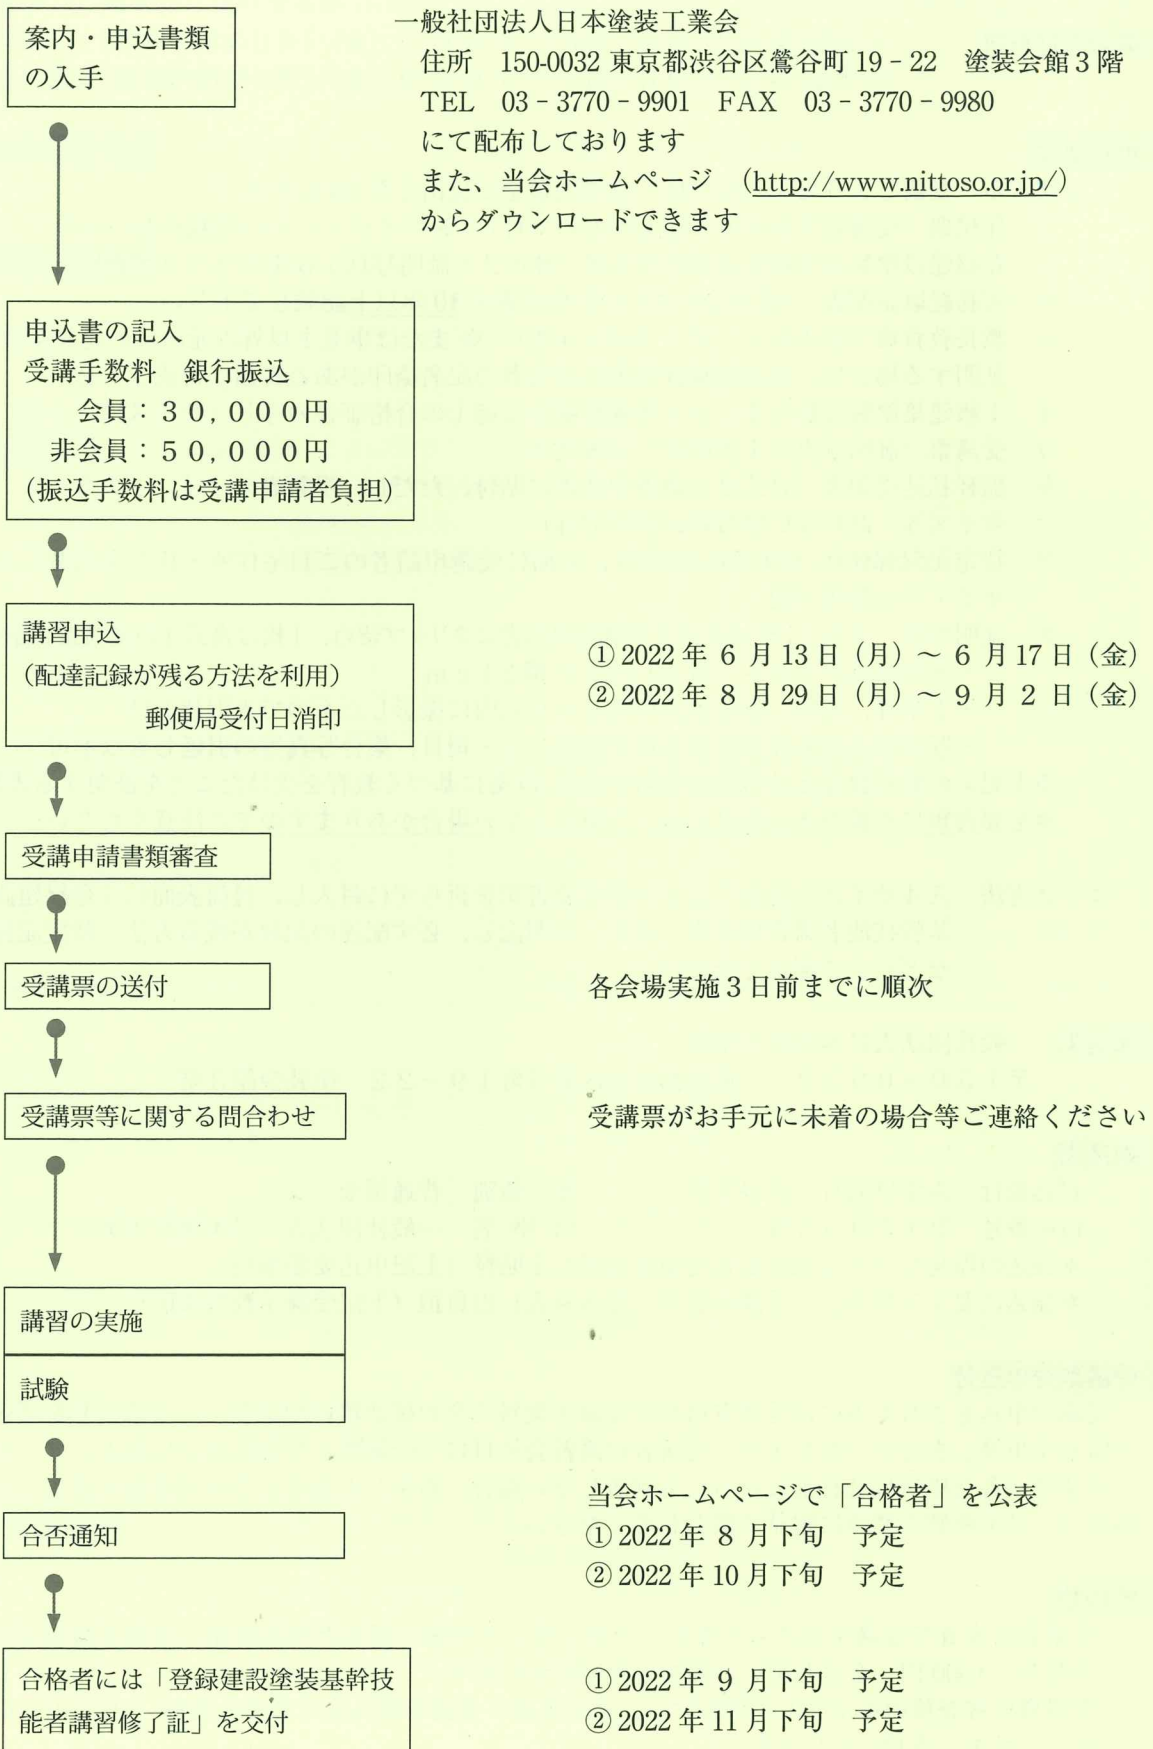 案内・申込書類
の入手
一般社団法人日本塗装工業会
住所　150-0032 東京都渋谷区鶯谷町 19－22　塗装会館３階
TEL　03－3770－9901　FAX　03－3770－9980
にて配布しております
また、当会ホームページ　（http://www.nittoso.or.jp/）
からダウンロードできます
申込書の記入
受講手数料　銀行振込
会員：３０,０００円
非会員：５０,０００円
（振込手数料は受講申請者負担）
講習申込
（配達記録が残る方法を利用）
郵便局受付日消印
① 2022 年 6 月 13 日（月）～ 6 月 17 日（金）
② 2022 年 8 月 29 日（月）～ 9 月 2 日（金）
受講申請書類審査
受講票の送付
各会場実施３日前までに順次
受講票等に関する問合わせ
受講票がお手元に未着の場合等ご連絡ください
講習の実施
試験
合否通知
当会ホームページで「合格者」を公表
① 2022 年 8 月下旬　予定
② 2022 年 10 月下旬　予定
合格者には「登録建設塗装基幹技
能者講習修了証」を交付
① 2022 年 9 月下旬　予定
② 2022 年 11 月下旬　予定